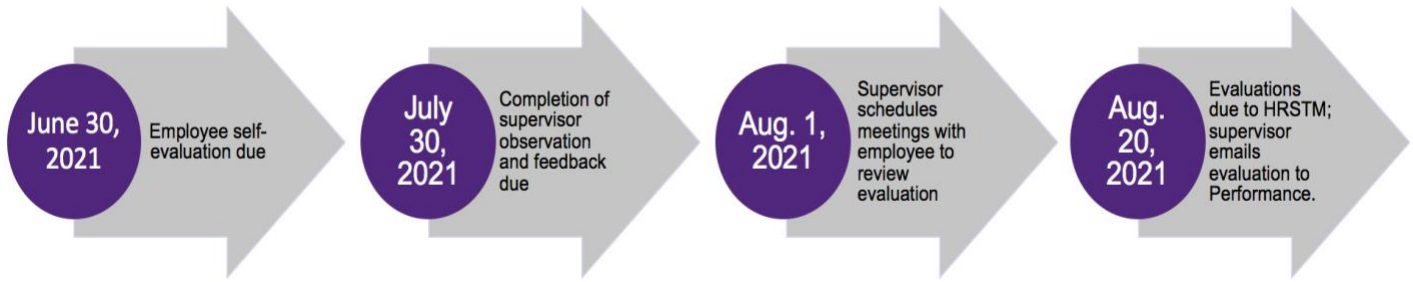 June 30,
2021
Employee self-
evaluation due
July
30,
2021
Completion of
supervisor
observation
and feedback
due
Aug. 1,
2021
Supervisor
schedules
meetings with
employee to
review
evaluation
Aug.
20,
2021
Evaluations
due to HRSTM;
supervisor
emails
evaluation to
Performance.